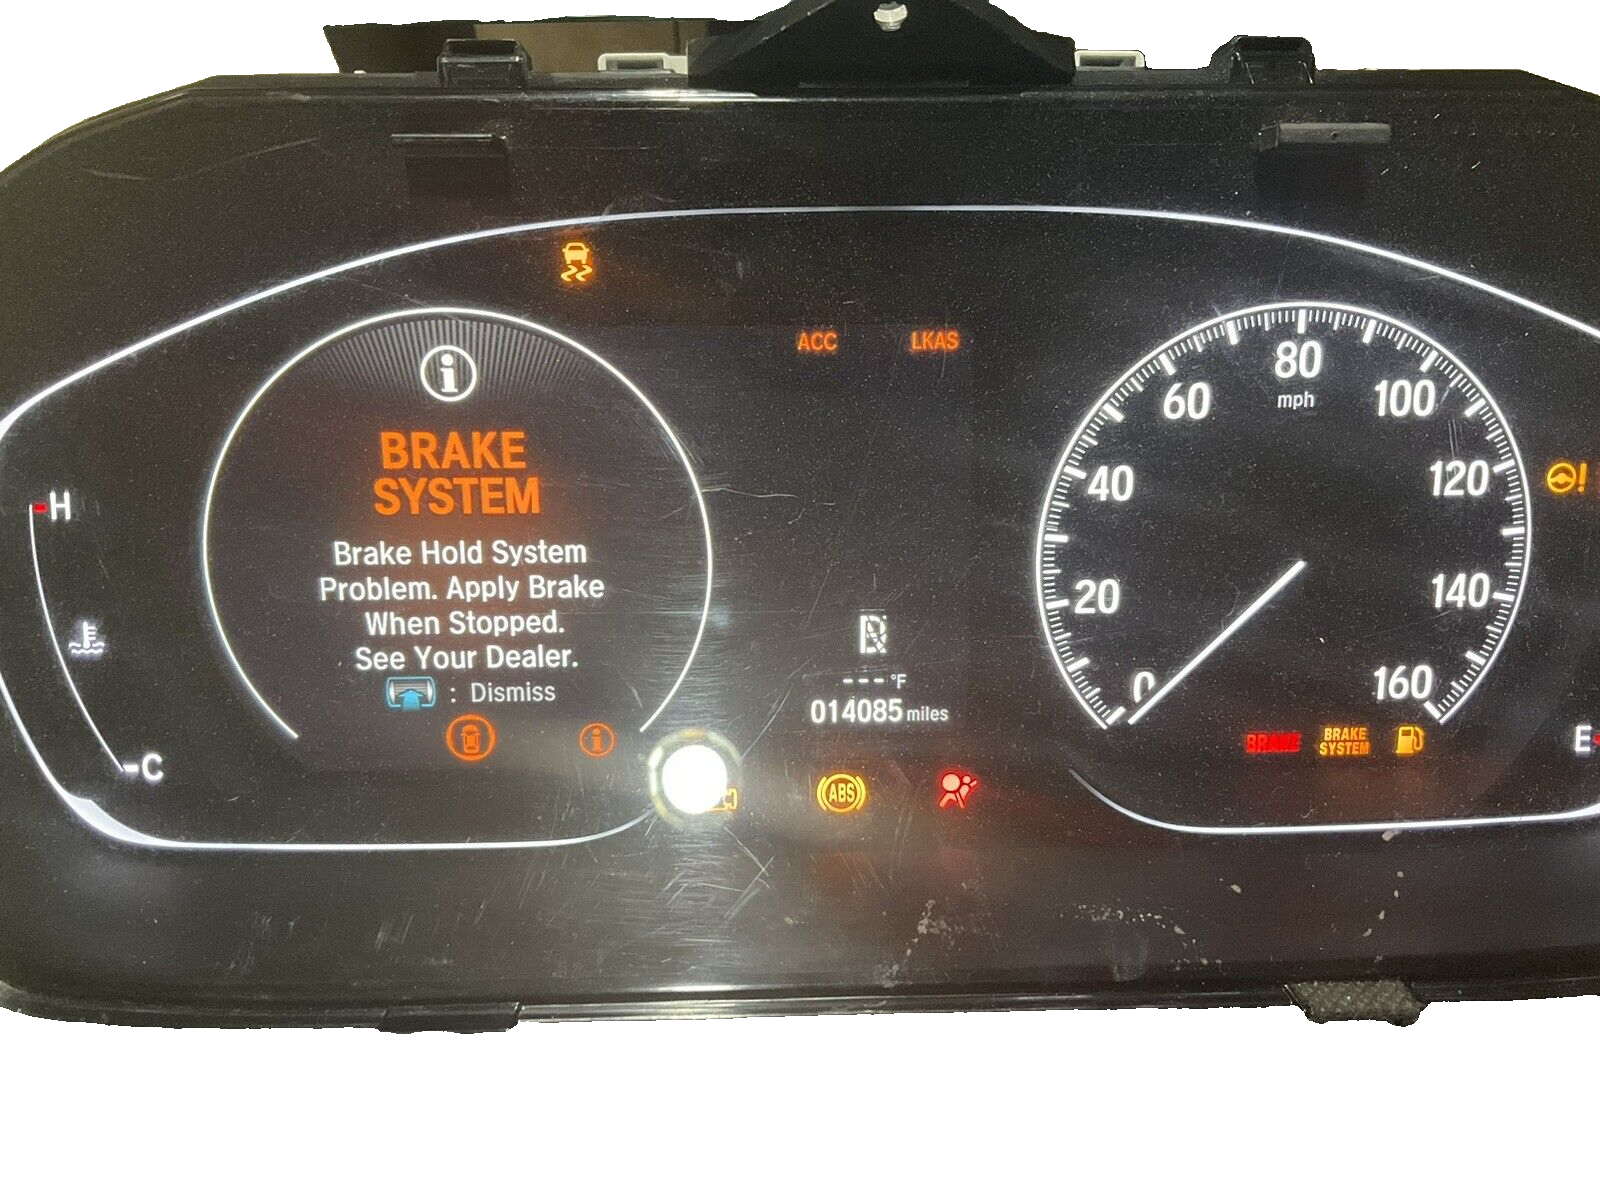 ACC LKAS
BRAKE
SYSTEM
Brake Hold System
Problem. Apply Brake
When Stopped.
See Your Dealer.
: Dismiss
H
C
---°F
014085 miles
ABS
0
20
40
60
80
100
120
140
160
mph
BRAKE
BRAKE
SYSTEM
E